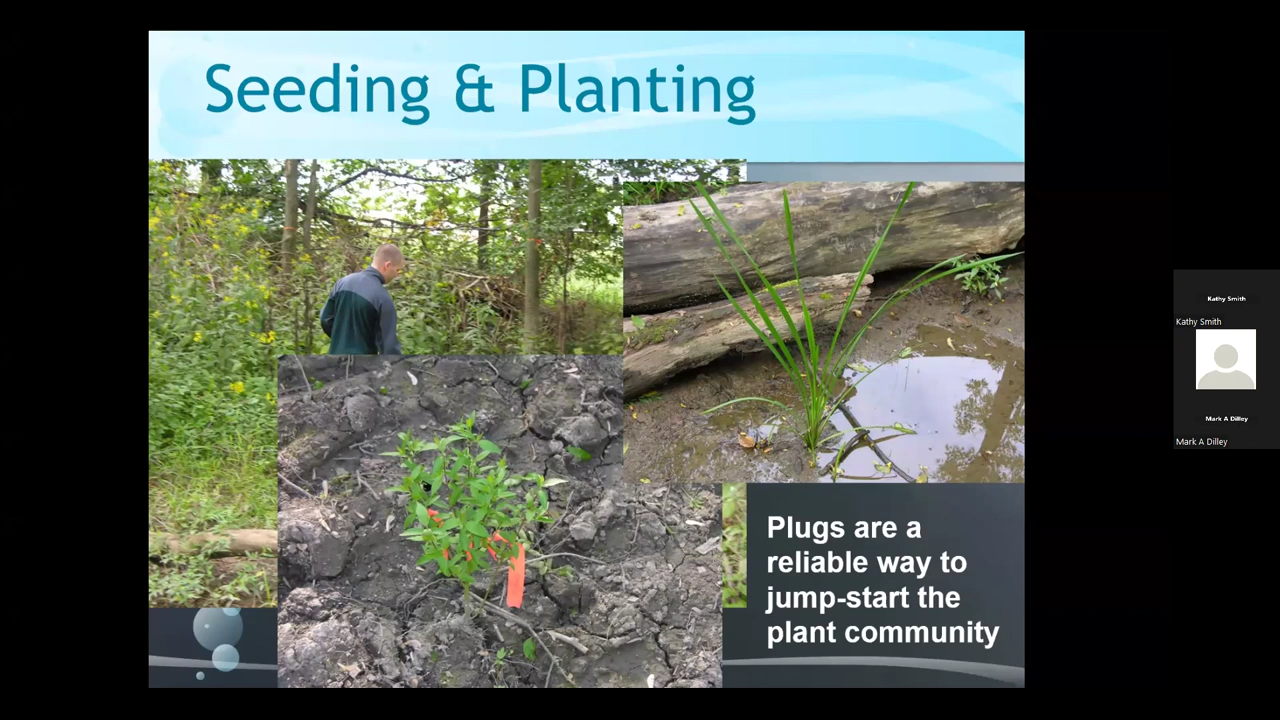 Seeding & Planting
Plugs are a
reliable way to
jump-start the
plant community
Kathy Smith
Kathy Smith
Mark A Dilley
Mark A Dilley